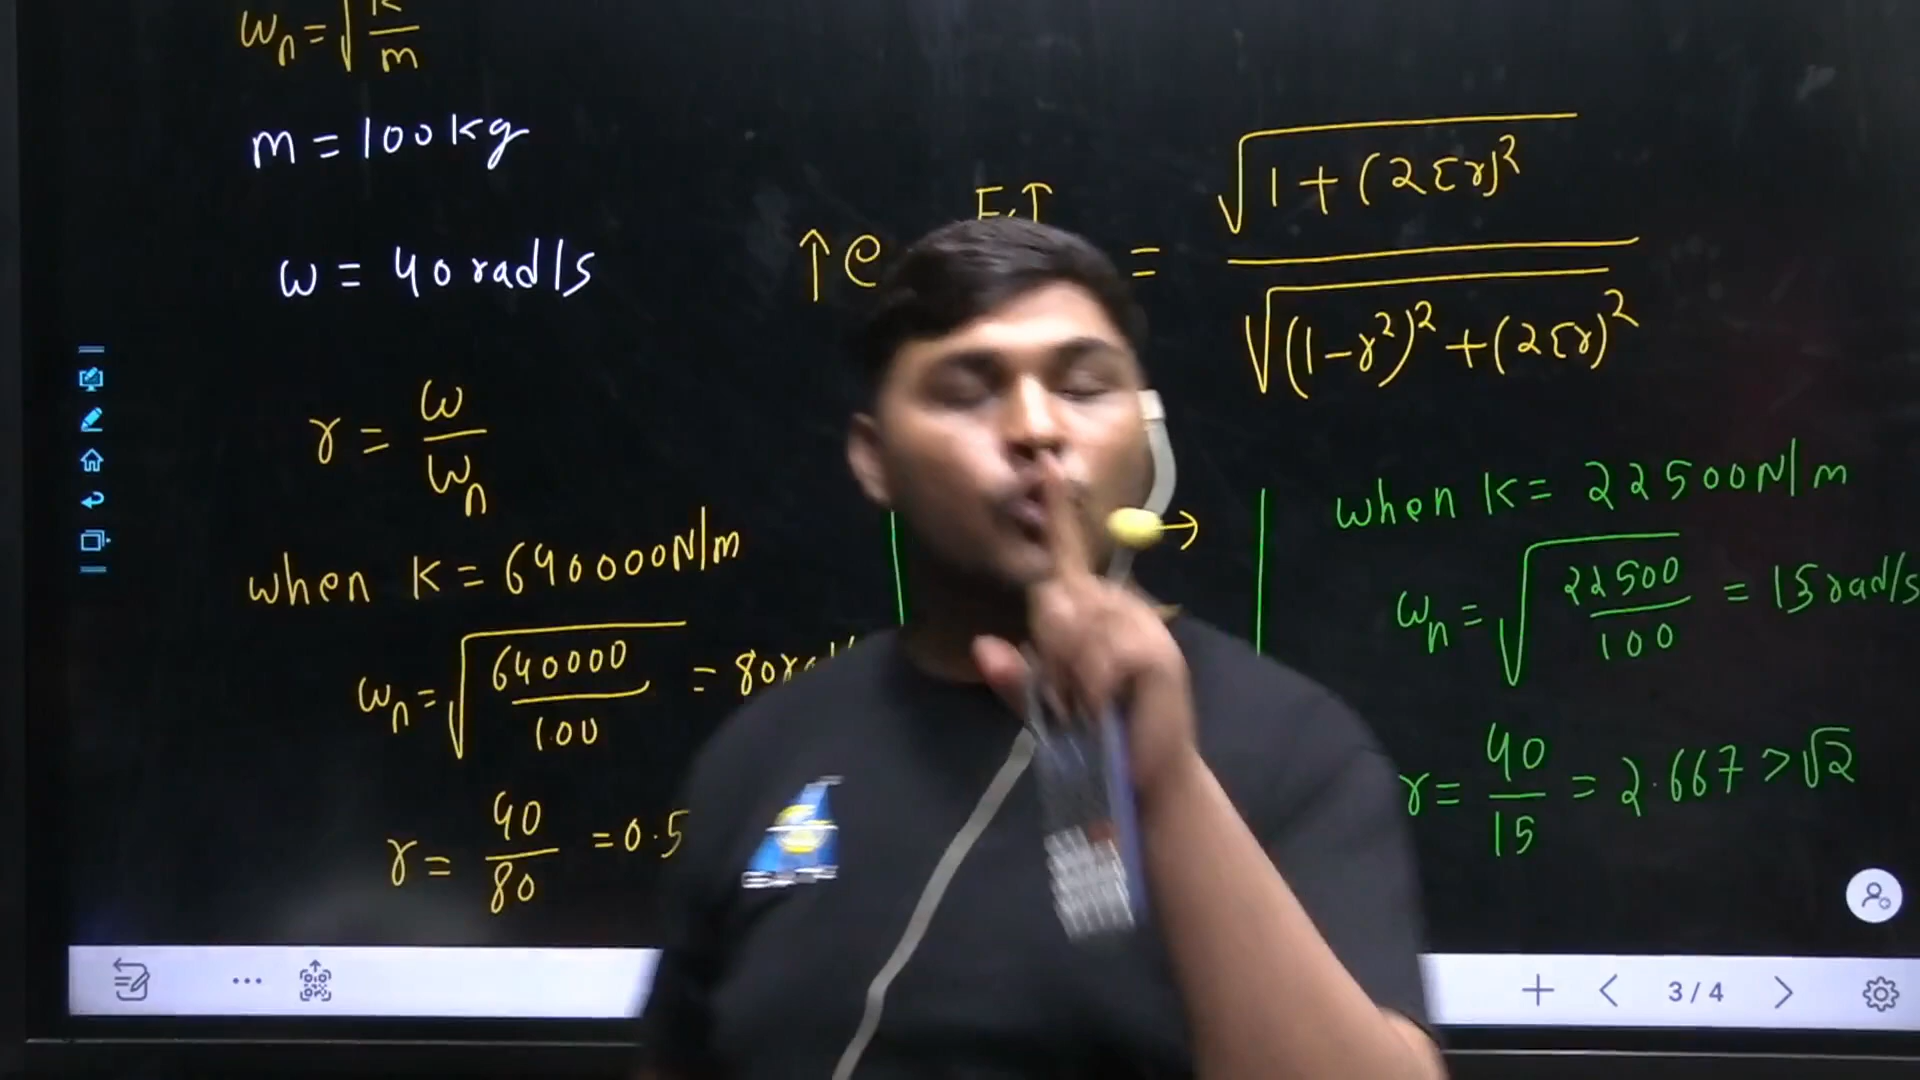 ωn = √K/m
m = 100 kg
ω = 40 rad/s
r = ω/ωn
when K = 640000 N/m
ωn = √640000/100 = 80
r = 40/80 = 0.5
↑ E = √1 + (2ξr)² / √(1 - r²)² + (2ξr)²
when K = 22500 N/m
ωn = √22500/100 = 15 rad/s
r = 40/15 = 2.667 > √2
3 / 4